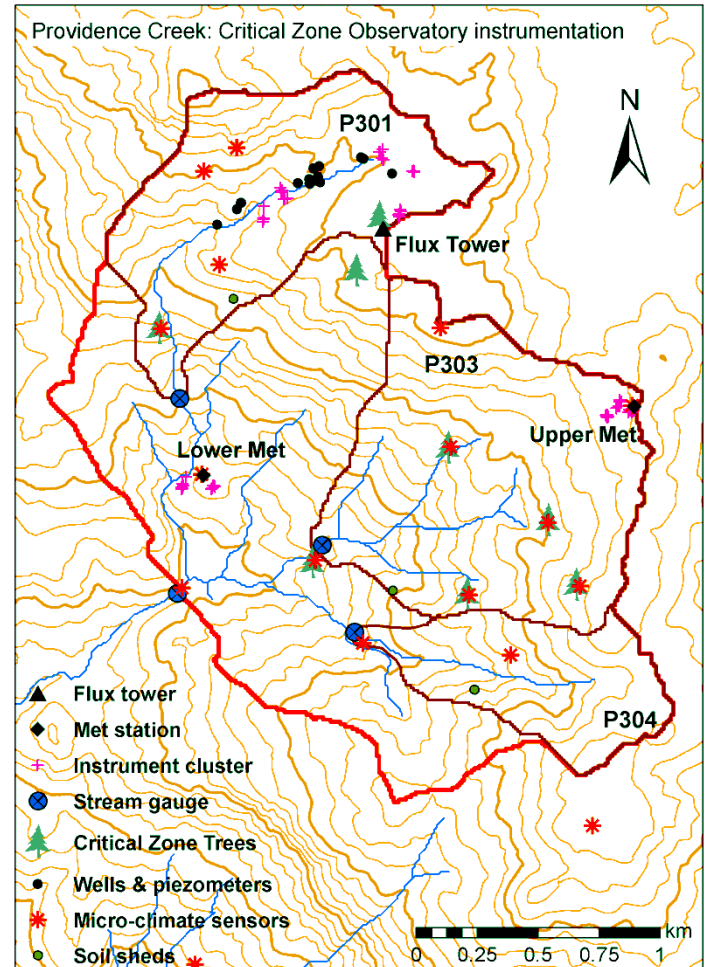 Providence Creek: Critical Zone Observatory instrumentation
P301
N
Flux Tower
P303
Lower Met
Upper Met
P304
Flux tower
Met station
Instrument cluster
Stream gauge
Critical Zone Trees
Wells & piezometers
Micro-climate sensors
Soil sheds
km
0 0.25 0.75 1